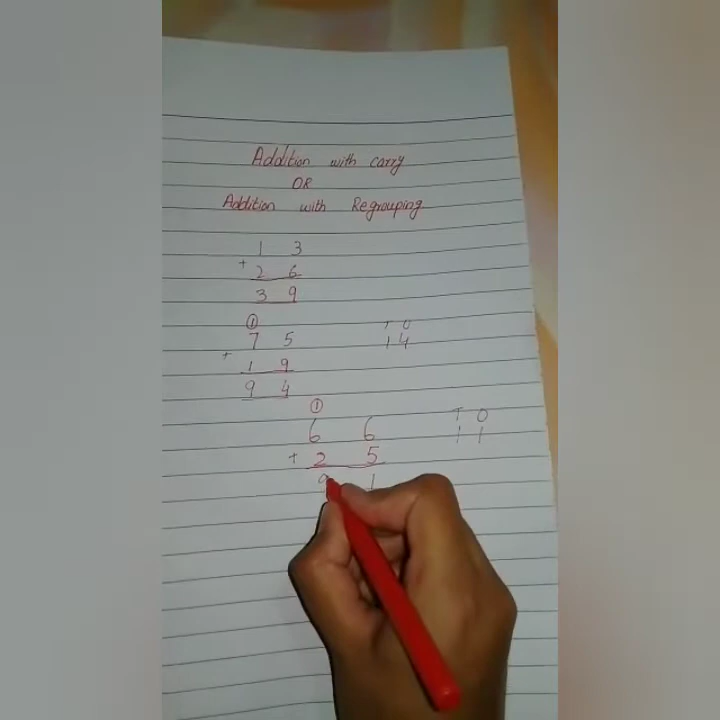 Addition with carry
OR
Addition with Regrouping
1 3
+ 2 6
3 9
①
7 5 T O
+ 1 9 1 4
9 4
①
6 6 T O
+ 2 5 1 1
9 1